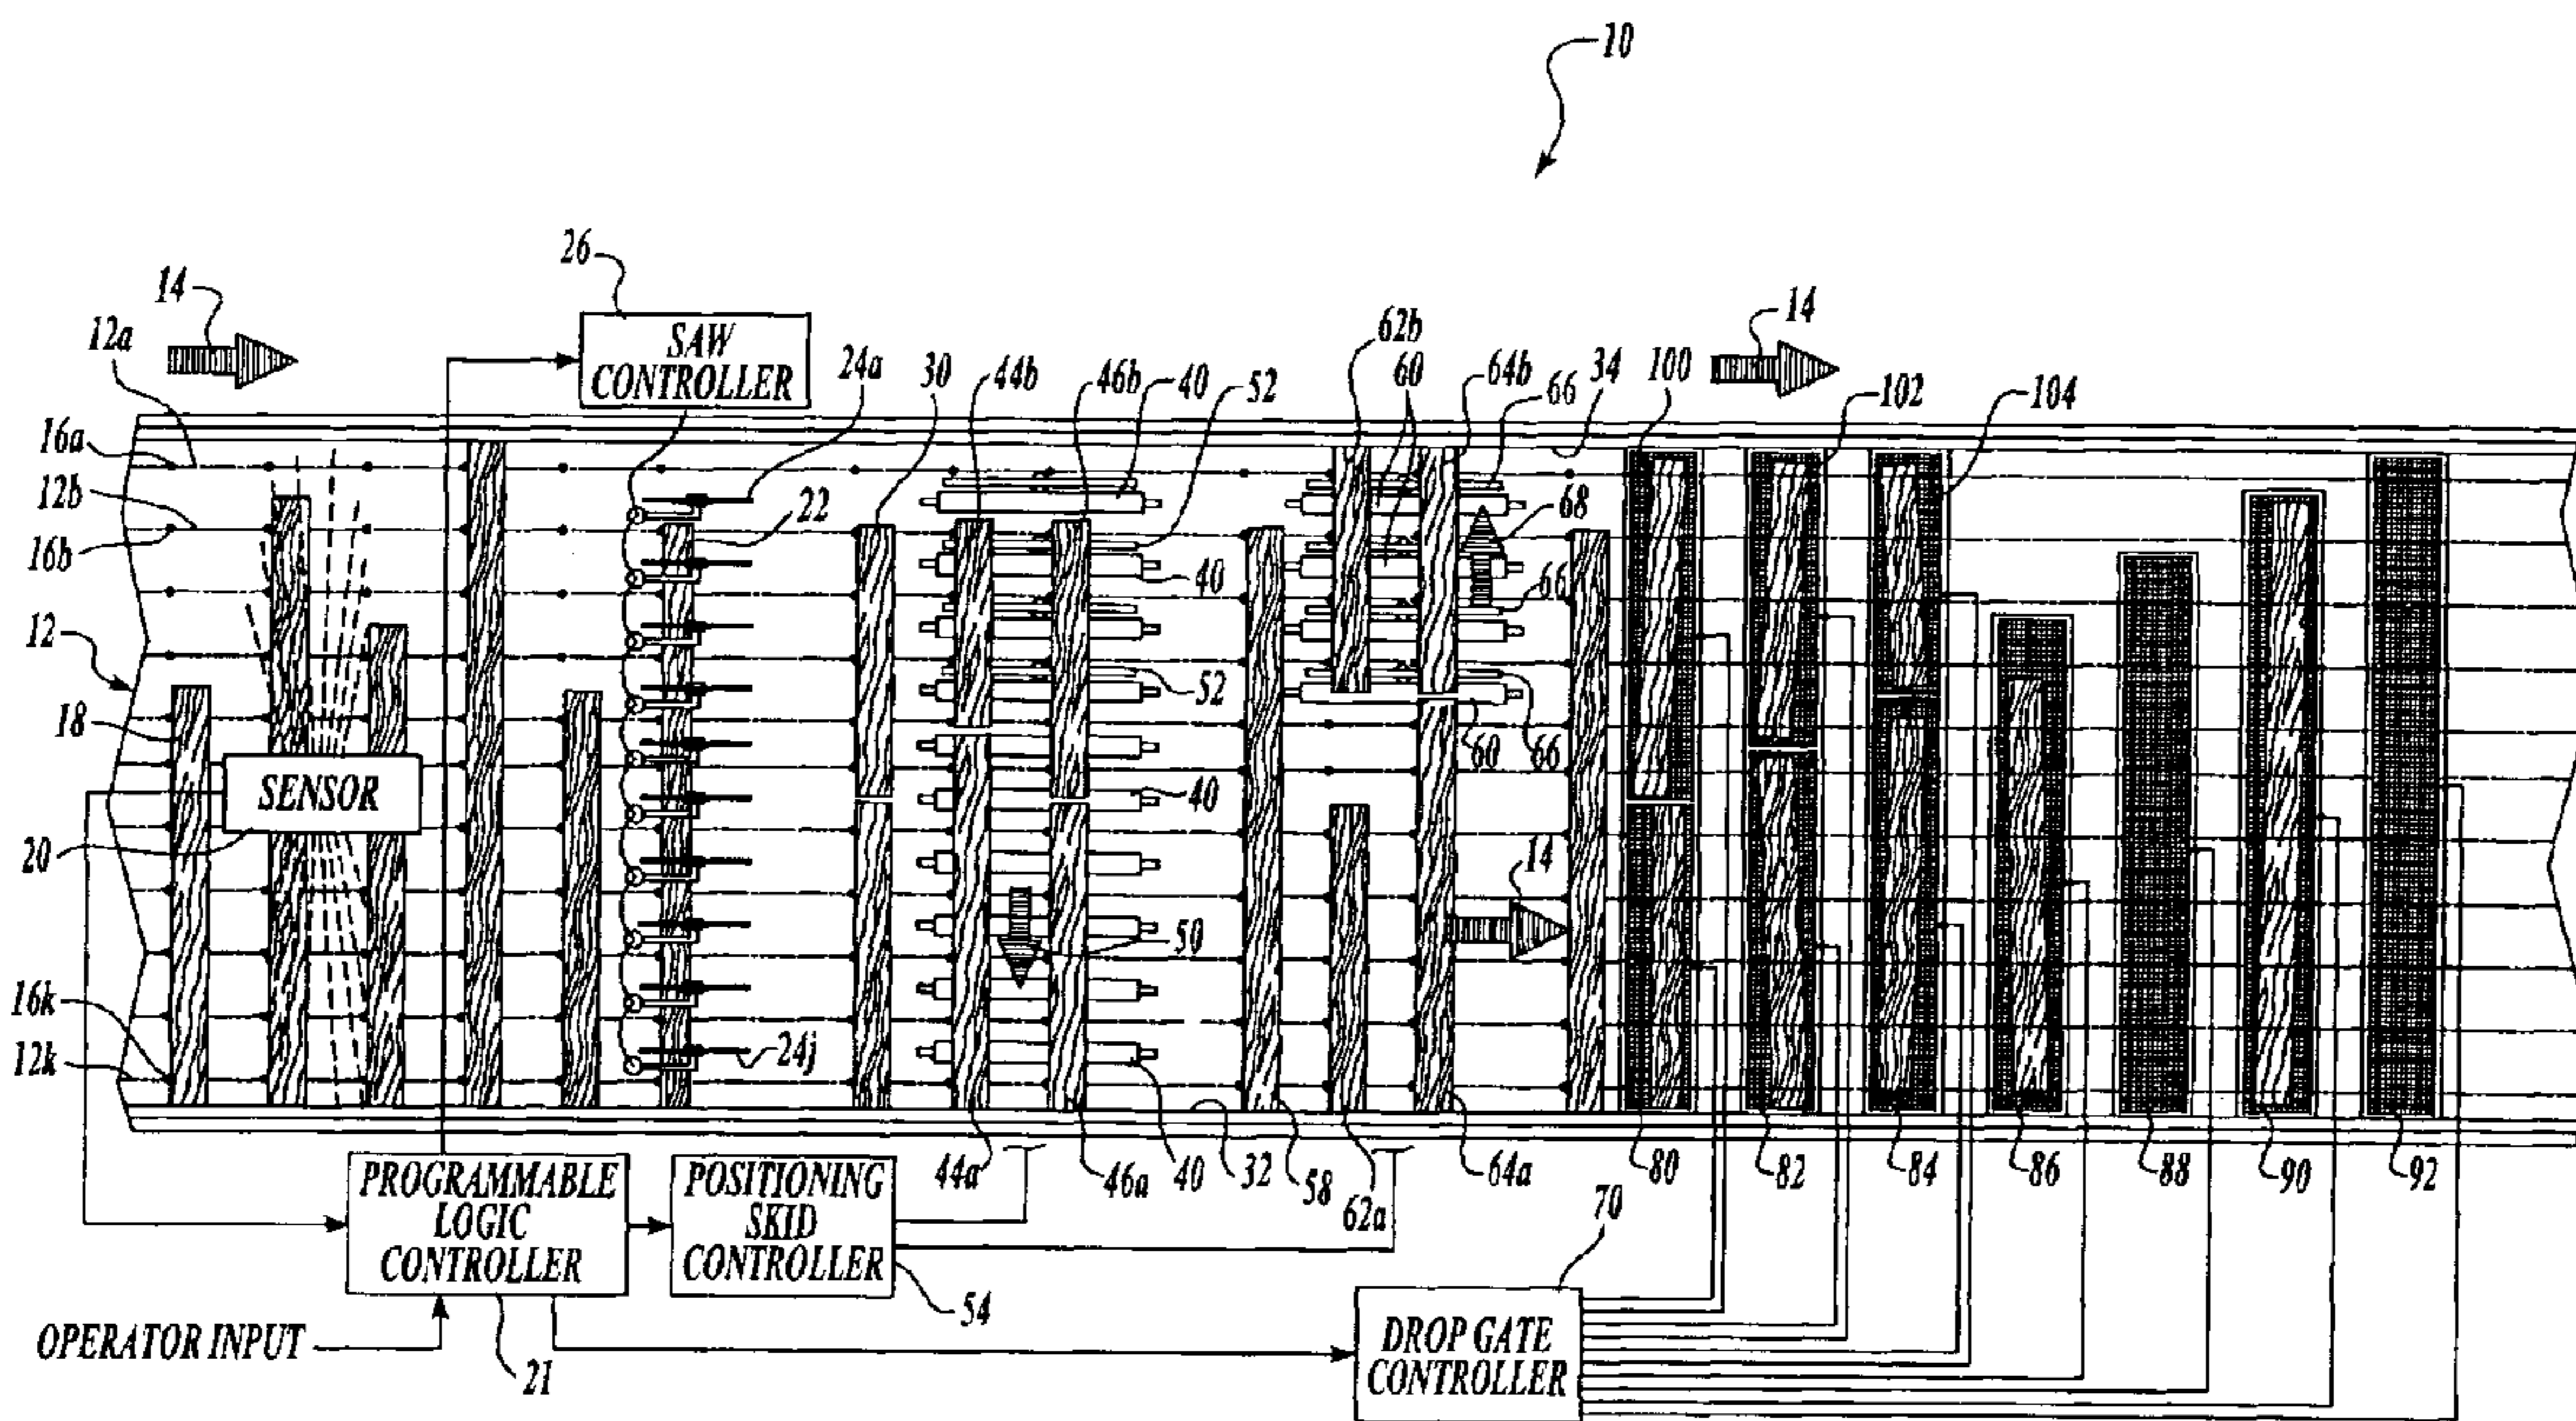 10
26
14
12a
SAW
CONTROLLER
24a
30
44b
46b
40
52
62b
60
64b
66
34
100
14
102
104
16a
12b
16b
22
52
40
68
66
12
18
SENSOR
20
52
60
66
40
14
50
16k
12k
24j
44a
46a
40
32
58
62a
64a
80
82
84
86
88
90
92
PROGRAMMABLE
LOGIC
CONTROLLER
POSITIONING
SKID
CONTROLLER
54
70
OPERATOR INPUT
21
DROP GATE
CONTROLLER